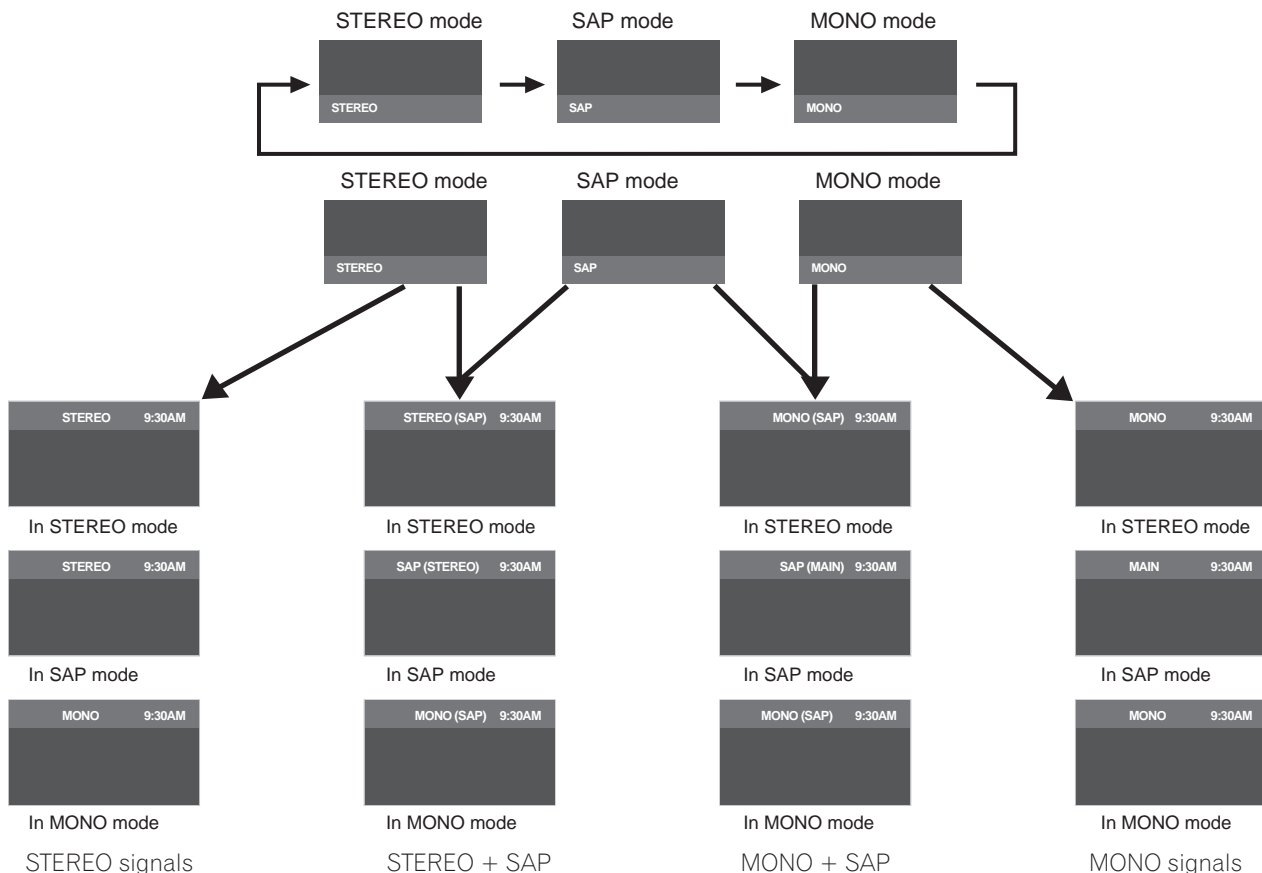 STEREO mode SAP mode MONO mode
STEREO SAP MONO
STEREO mode SAP mode MONO mode
STEREO SAP MONO
STEREO 9:30AM STEREO (SAP) 9:30AM MONO (SAP) 9:30AM MONO 9:30AM
In STEREO mode In STEREO mode In STEREO mode In STEREO mode
STEREO 9:30AM SAP (STEREO) 9:30AM SAP (MAIN) 9:30AM MAIN 9:30AM
In SAP mode In SAP mode In SAP mode In SAP mode
MONO 9:30AM MONO (SAP) 9:30AM MONO (SAP) 9:30AM MONO 9:30AM
In MONO mode In MONO mode In MONO mode In MONO mode
STEREO signals STEREO + SAP MONO + SAP MONO signals